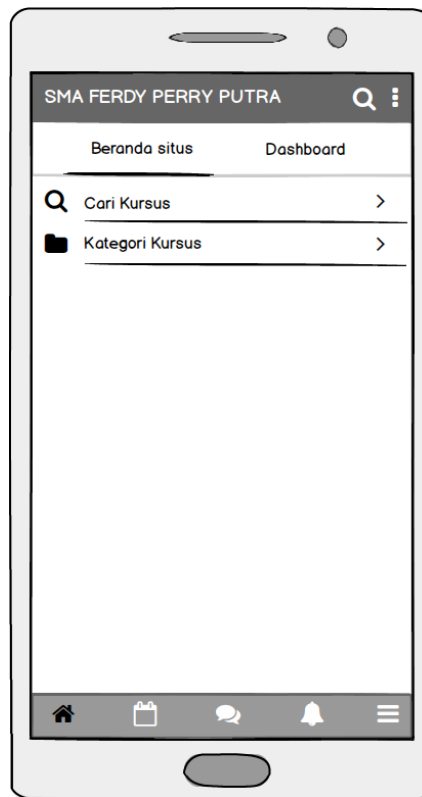 SMA FERDY PERRY PUTRA
Beranda situs Dashboard
Cari Kursus
Kategori Kursus